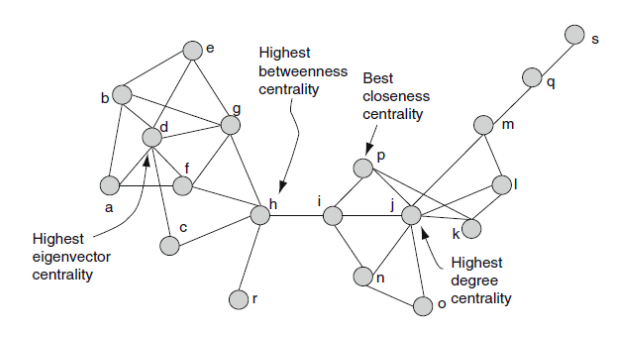 s
e
Highest
betweenness
centrality
Best
closeness
centrality
q
b
g
d
m
p
f
l
a
h
i
j
c
k
Highest
eigenvector
centrality
Highest
degree
centrality
n
r
o